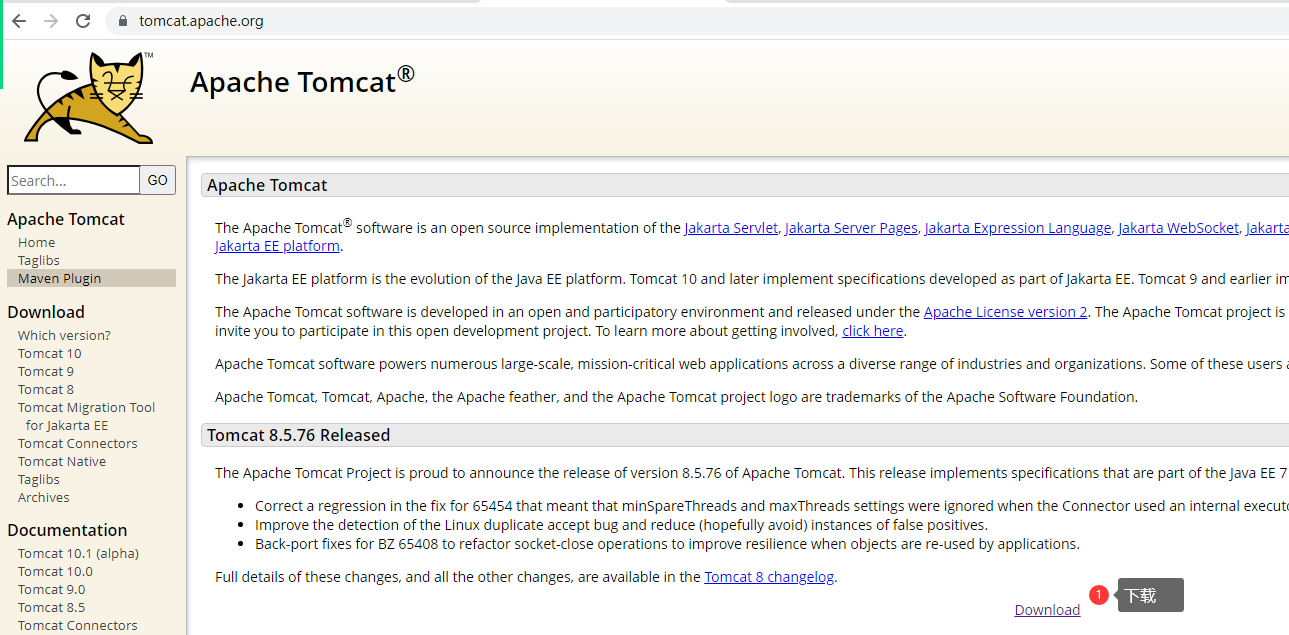 tomcat.apache.org
TM
Apache Tomcat®
Search... GO
Apache Tomcat
Home
Taglibs
Maven Plugin
Download
Which version?
Tomcat 10
Tomcat 9
Tomcat 8
Tomcat Migration Tool
for Jakarta EE
Tomcat Connectors
Tomcat Native
Taglibs
Archives
Documentation
Tomcat 10.1 (alpha)
Tomcat 10.0
Tomcat 9.0
Tomcat 8.5
Tomcat Connectors
Apache Tomcat
The Apache Tomcat® software is an open source implementation of the Jakarta Servlet, Jakarta Server Pages, Jakarta Expression Language, Jakarta WebSocket, Jakarta
Jakarta EE platform.
The Jakarta EE platform is the evolution of the Java EE platform. Tomcat 10 and later implement specifications developed as part of Jakarta EE. Tomcat 9 and earlier im
The Apache Tomcat software is developed in an open and participatory environment and released under the Apache License version 2. The Apache Tomcat project is
invite you to participate in this open development project. To learn more about getting involved, click here.
Apache Tomcat software powers numerous large-scale, mission-critical web applications across a diverse range of industries and organizations. Some of these users a
Apache Tomcat, Tomcat, Apache, the Apache feather, and the Apache Tomcat project logo are trademarks of the Apache Software Foundation.
Tomcat 8.5.76 Released
The Apache Tomcat Project is proud to announce the release of version 8.5.76 of Apache Tomcat. This release implements specifications that are part of the Java EE 7
• Correct a regression in the fix for 65454 that meant that minSpareThreads and maxThreads settings were ignored when the Connector used an internal executo
• Improve the detection of the Linux duplicate accept bug and reduce (hopefully avoid) instances of false positives.
• Back-port fixes for BZ 65408 to refactor socket-close operations to improve resilience when objects are re-used by applications.
Full details of these changes, and all the other changes, are available in the Tomcat 8 changelog.
1 下载
Download